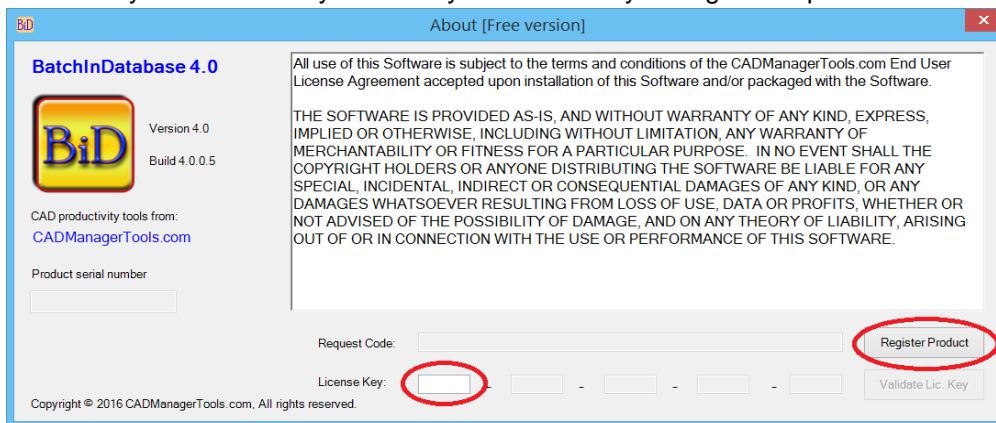 BiD About [Free version]
BatchInDatabase 4.0
BiD
Version 4.0
Build 4.0.0.5
CAD productivity tools from:
CADManagerTools.com
Product serial number
All use of this Software is subject to the terms and conditions of the CADManagerTools.com End User
License Agreement accepted upon installation of this Software and/or packaged with the Software.
THE SOFTWARE IS PROVIDED AS-IS, AND WITHOUT WARRANTY OF ANY KIND, EXPRESS,
IMPLIED OR OTHERWISE, INCLUDING WITHOUT LIMITATION, ANY WARRANTY OF
MERCHANTABILITY OR FITNESS FOR A PARTICULAR PURPOSE. IN NO EVENT SHALL THE
COPYRIGHT HOLDERS OR ANYONE DISTRIBUTING THE SOFTWARE BE LIABLE FOR ANY
SPECIAL, INCIDENTAL, INDIRECT OR CONSEQUENTIAL DAMAGES OF ANY KIND, OR ANY
DAMAGES WHATSOEVER RESULTING FROM LOSS OF USE, DATA OR PROFITS, WHETHER OR
NOT ADVISED OF THE POSSIBILITY OF DAMAGE, AND ON ANY THEORY OF LIABILITY, ARISING
OUT OF OR IN CONNECTION WITH THE USE OR PERFORMANCE OF THIS SOFTWARE.
Request Code: Register Product
License Key: - - - - Validate Lic. Key
Copyright © 2016 CADManagerTools.com, All rights reserved.